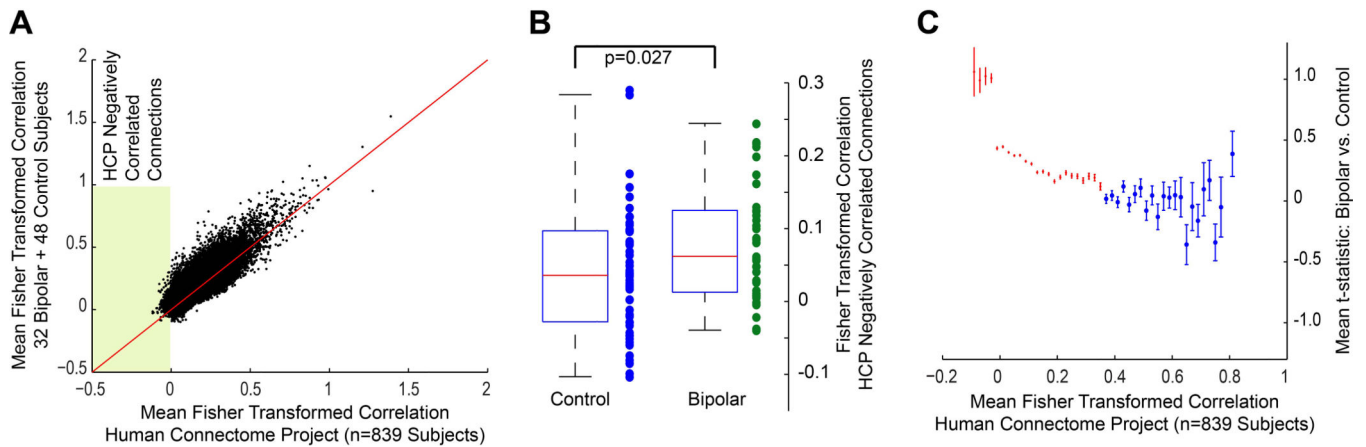 A
Mean Fisher Transformed Correlation
32 Bipolar + 48 Control Subjects
2
1.5
1
0.5
0
−0.5
HCP Negatively
Correlated
Connections
−0.5
0
0.5
1
1.5
2
Mean Fisher Transformed Correlation
Human Connectome Project (n=839 Subjects)
B
p=0.027
Control
Bipolar
0.3
0.2
0.1
0
-0.1
Fisher Transformed Correlation
HCP Negatively Correlated Connections
C
1.0
0.5
0
-0.5
-1.0
Mean t-statistic: Bipolar vs. Control
−0.2
0
0.2
0.4
0.6
0.8
1
Mean Fisher Transformed Correlation
Human Connectome Project (n=839 Subjects)